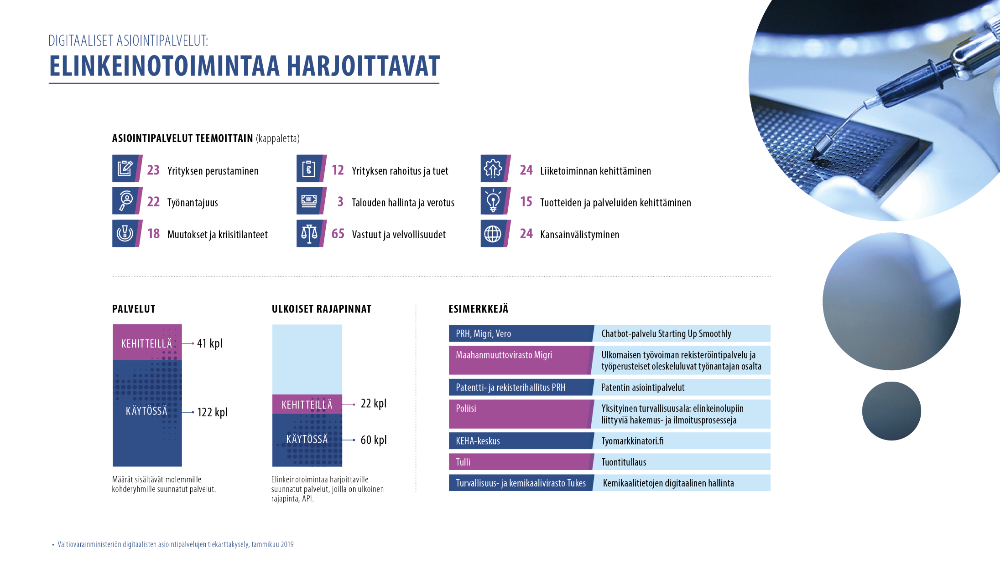 DIGITAALISET ASIOINTIPALVELUT:
ELINKEINOTOIMINTAA HARJOITTAVAT
ASIOINTIPALVELUT TEEMOITTAIN (kappaletta)
23 Yrityksen perustaminen
22 Työnantajuus
18 Muutokset ja kriisitilanteet
€
12 Yrityksen rahoitus ja tuet
100
3 Talouden hallinta ja verotus
65 Vastuut ja velvollisuudet
24 Liiketoiminnan kehittäminen
15 Tuotteiden ja palveluiden kehittäminen
24 Kansainvälistyminen
PALVELUT
KEHITTEILLÄ 41 kpl
KÄYTÖSSÄ 122 kpl
Määrät sisältävät molemmille
kohderyhmille suunnatut palvelut.
ULKOISET RAJAPINNAT
KEHITTEILLÄ 22 kpl
KÄYTÖSSÄ 60 kpl
Elinkeinotoimintaa harjoittaville
suunnatut palvelut, joilla on ulkoinen
rajapinta, API.
ESIMERKKEJÄ
PRH, Migri, Vero Chatbot-palvelu Starting Up Smoothly
Maahanmuuttovirasto Migri Ulkomaisen työvoiman rekisteröintipalvelu ja
työperusteiset oleskeluluvat työnantajan osalta
Patentti- ja rekisterihallitus PRH Patentin asiointipalvelut
Poliisi Yksityinen turvallisuusala: elinkeinolupiin
liittyviä hakemus- ja ilmoitusprosesseja
KEHA-keskus Tyomarkkinatori.fi
Tulli Tuontitullaus
Turvallisuus- ja kemikaalivirasto Tukes Kemikaalitietojen digitaalinen hallinta
• Valtiovarainministeriön digitaalisten asiointipalvelujen tiekarttakysely, tammikuu 2019